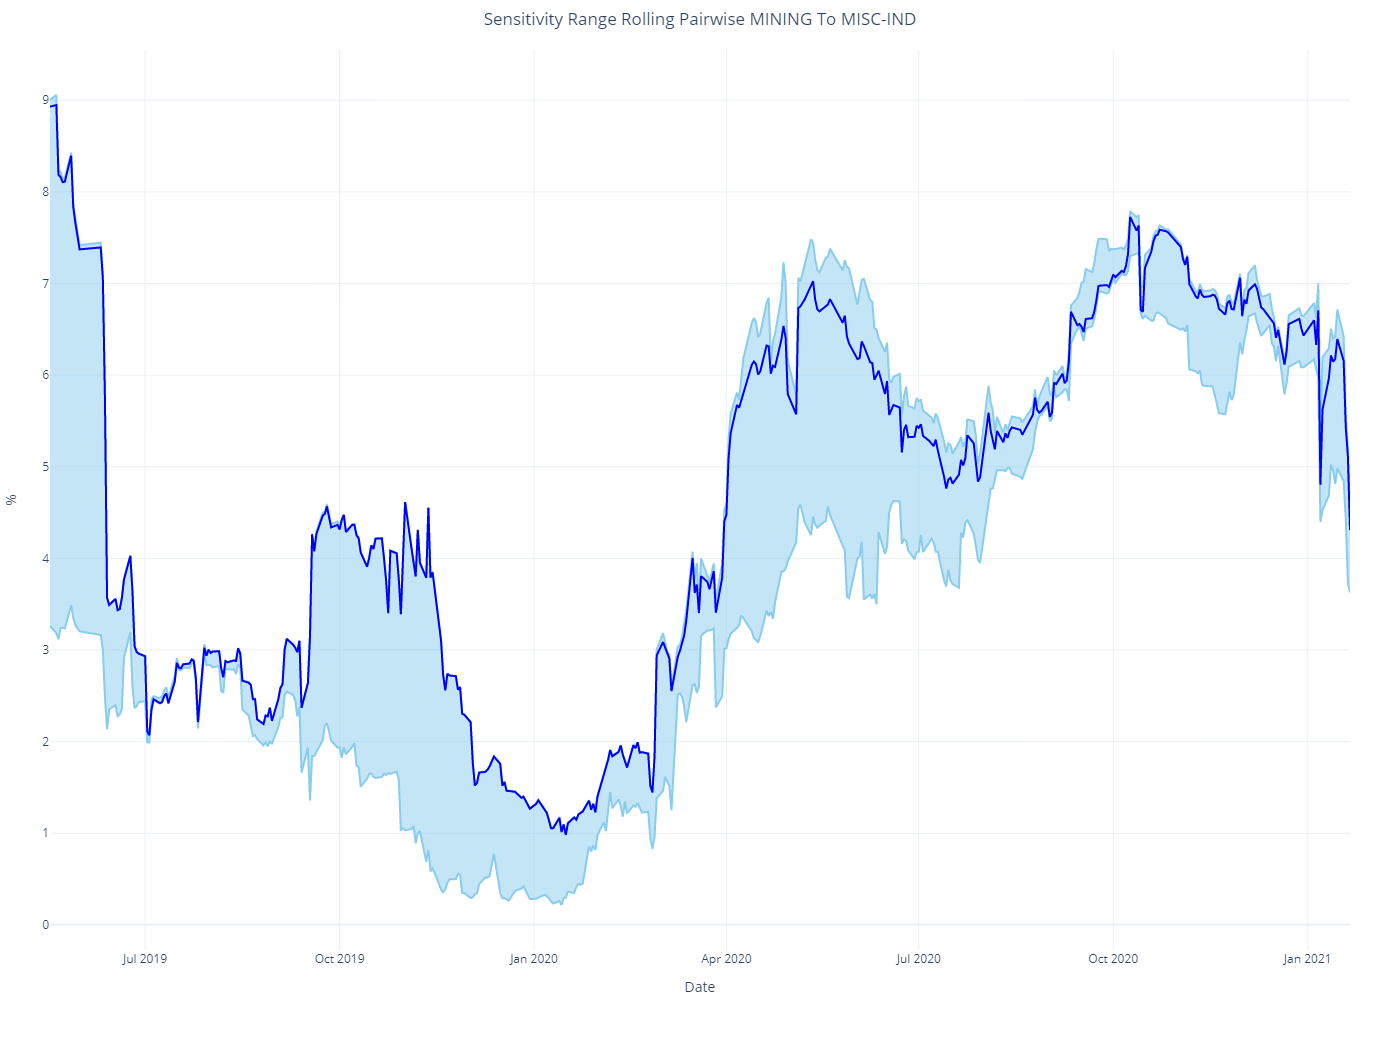 Sensitivity Range Rolling Pairwise MINING To MISC-IND
9
8
7
6
5
4
3
2
1
0
%
Jul 2019
Oct 2019
Jan 2020
Apr 2020
Jul 2020
Oct 2020
Jan 2021
Date